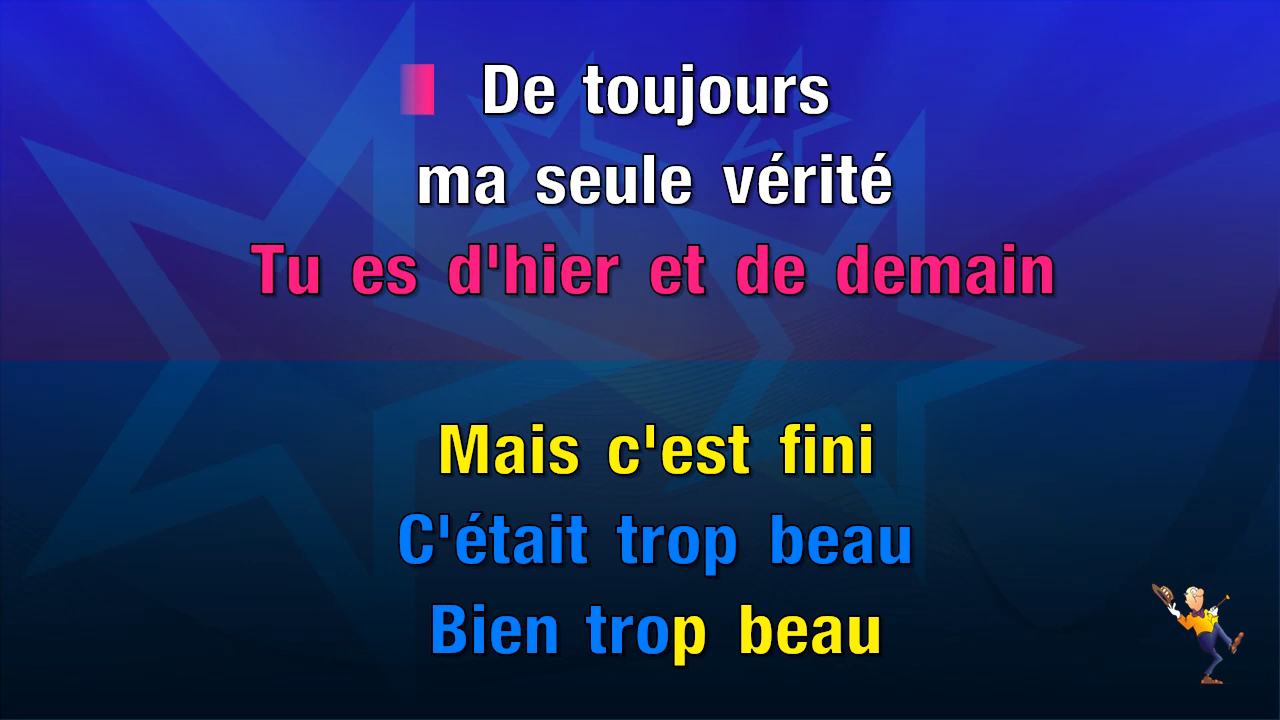 De toujours
ma seule vérité
Tu es d'hier et de demain
Mais c'est fini
C'était trop beau
Bien trop beau